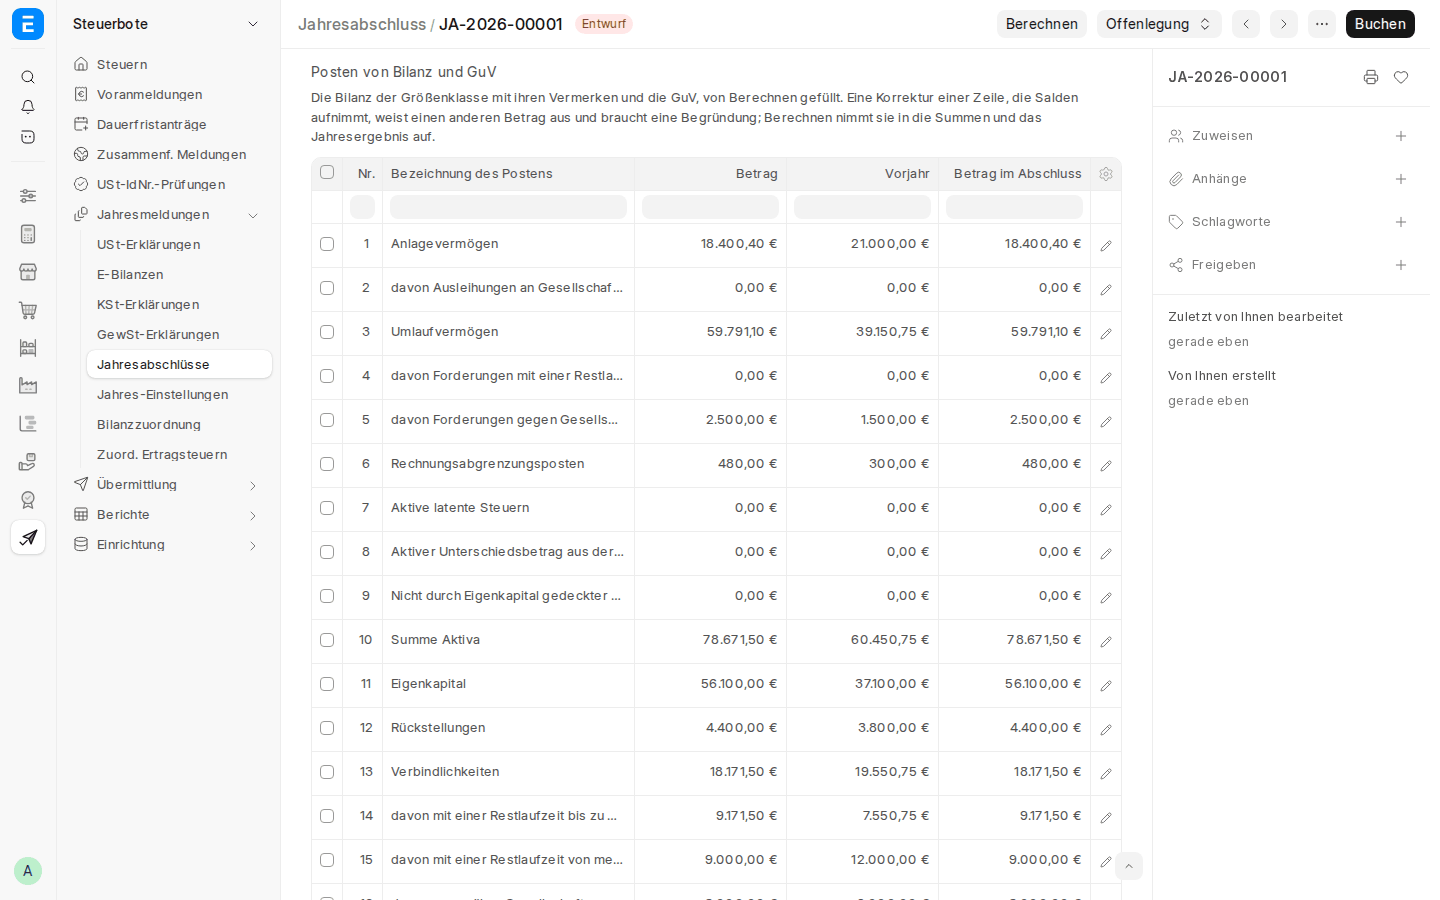 Steuerbote
Jahresabschluss / JA-2026-00001 Entwurf
Berechnen
Offenlegung
Buchen
Steuern
Voranmeldungen
Dauerfristanträge
Zusammenf. Meldungen
USt-IdNr.-Prüfungen
Jahresmeldungen
USt-Erklärungen
E-Bilanzen
KSt-Erklärungen
GewSt-Erklärungen
Jahresabschlüsse
Jahres-Einstellungen
Bilanzzuordnung
Zuord. Ertragsteuern
Übermittlung
Berichte
Einrichtung
A
Posten von Bilanz und GuV
Die Bilanz der Größenklasse mit ihren Vermerken und die GuV, von Berechnen gefüllt. Eine Korrektur einer Zeile, die Salden
aufnimmt, weist einen anderen Betrag aus und braucht eine Begründung; Berechnen nimmt sie in die Summen und das
Jahresergebnis auf.
Nr. Bezeichnung des Postens Betrag Vorjahr Betrag im Abschluss
1 Anlagevermögen 18.400,40 € 21.000,00 € 18.400,40 €
2 davon Ausleihungen an Gesellschaf... 0,00 € 0,00 € 0,00 €
3 Umlaufvermögen 59.791,10 € 39.150,75 € 59.791,10 €
4 davon Forderungen mit einer Restla... 0,00 € 0,00 € 0,00 €
5 davon Forderungen gegen Gesells... 2.500,00 € 1.500,00 € 2.500,00 €
6 Rechnungsabgrenzungsposten 480,00 € 300,00 € 480,00 €
7 Aktive latente Steuern 0,00 € 0,00 € 0,00 €
8 Aktiver Unterschiedsbetrag aus der... 0,00 € 0,00 € 0,00 €
9 Nicht durch Eigenkapital gedeckter ... 0,00 € 0,00 € 0,00 €
10 Summe Aktiva 78.671,50 € 60.450,75 € 78.671,50 €
11 Eigenkapital 56.100,00 € 37.100,00 € 56.100,00 €
12 Rückstellungen 4.400,00 € 3.800,00 € 4.400,00 €
13 Verbindlichkeiten 18.171,50 € 19.550,75 € 18.171,50 €
14 davon mit einer Restlaufzeit bis zu ... 9.171,50 € 7.550,75 € 9.171,50 €
15 davon mit einer Restlaufzeit von me... 9.000,00 € 12.000,00 € 9.000,00 €
JA-2026-00001
Zuweisen
Anhänge
Schlagworte
Freigeben
Zuletzt von Ihnen bearbeitet
gerade eben
Von Ihnen erstellt
gerade eben